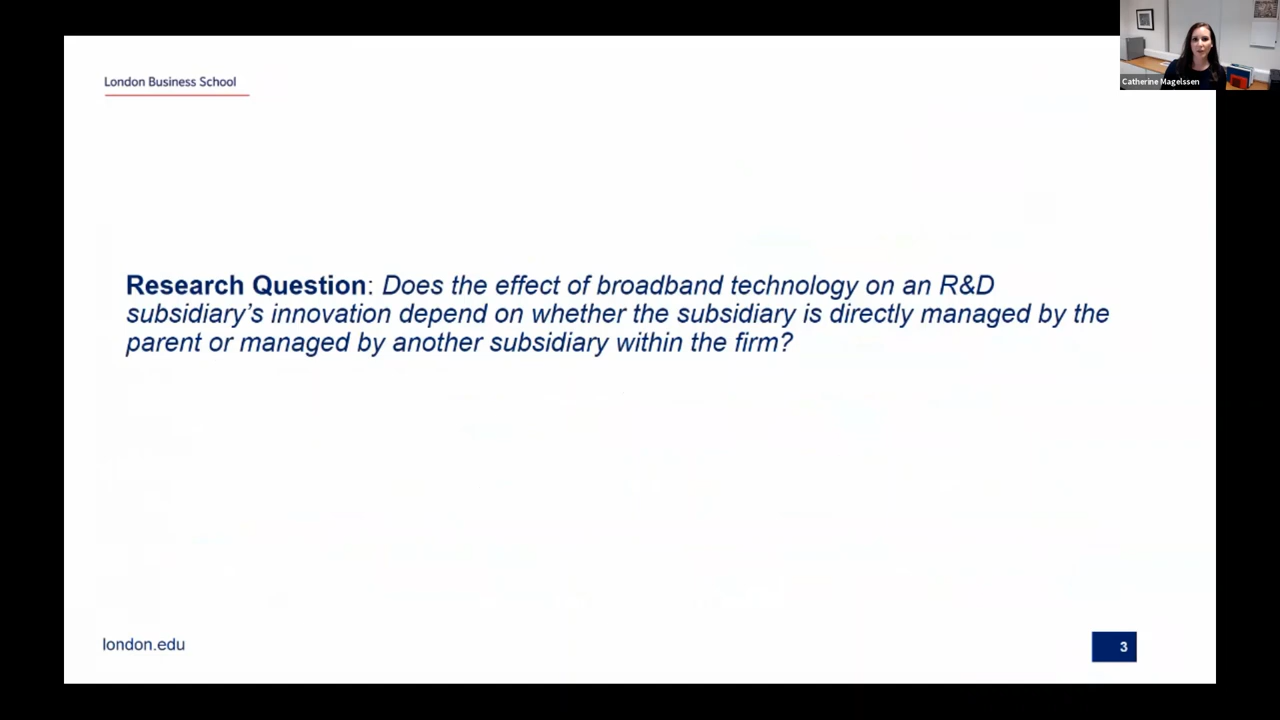 London Business School
Catherine Magelssen
Research Question: Does the effect of broadband technology on an R&D
subsidiary’s innovation depend on whether the subsidiary is directly managed by the
parent or managed by another subsidiary within the firm?
london.edu
3